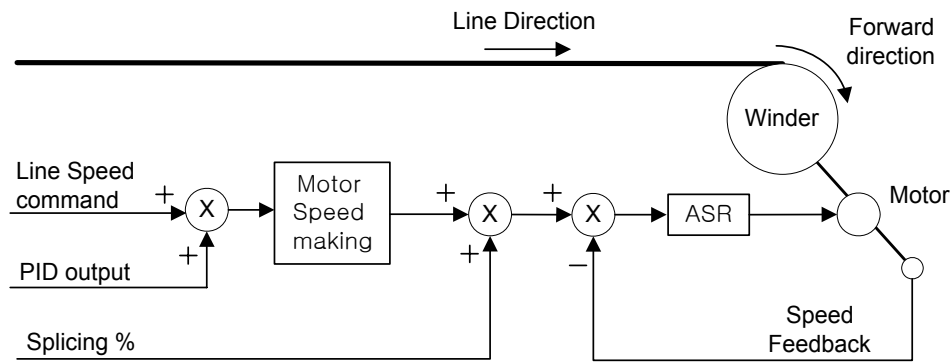 Line Direction
Forward
direction
Winder
Line Speed
command
+
X
+
Motor
Speed
making
+
X
+
+
X
−
ASR
Motor
PID output
Splicing %
Speed
Feedback